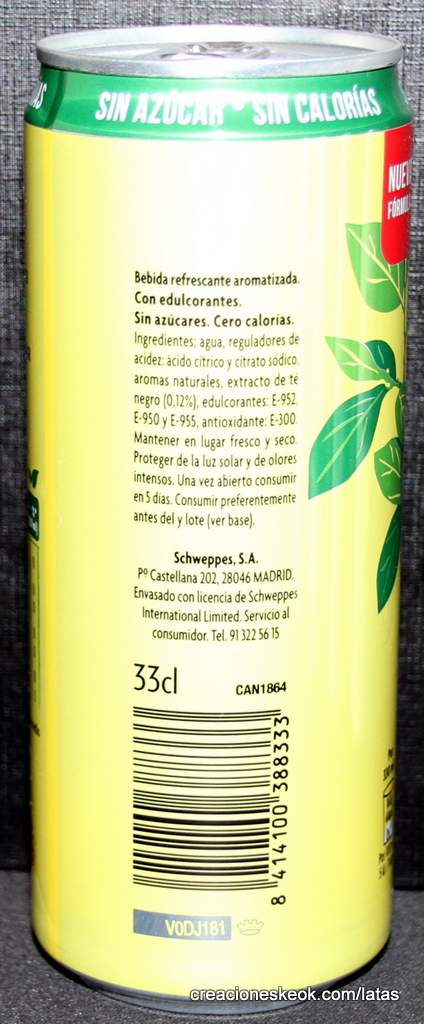 SIN AZÚCAR • SIN CALORÍAS
Bebida refrescante aromatizada.
Con edulcorantes.
Sin azúcares. Cero calorías.
Ingredientes: agua, reguladores de
acidez: ácido cítrico y citrato sódico,
aromas naturales, extracto de té
negro (0,12%), edulcorantes: E-952,
E-950 y E-955, antioxidante: E-300.
Mantener en lugar fresco y seco.
Proteger de la luz solar y de olores
intensos. Una vez abierto consumir
en 5 días. Consumir preferentemente
antes del y lote (ver base).
Schweppes, S.A.
Pº Castellana 202, 28046 MADRID.
Envasado con licencia de Schweppes
International Limited. Servicio al
consumidor. Tel. 91 322 56 15
33cl
CAN1864
8 414100 388333
V0DJ181
creacioneskeok.com/latas